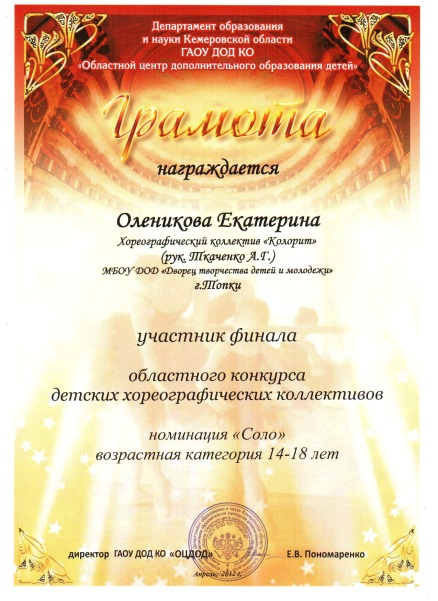 Департамент образования
и науки Кемеровской области
ГАОУ ДОД КО
«Областной центр дополнительного образования детей»
Грамота
награждается
Оленикова Екатерина
Хореографический коллектив «Колорит»
(рук. Ткаченко А.Г.)
МБОУ ДОД «Дворец творчества детей и молодежи»
г.Топки
участник финала
областного конкурса
детских хореографических коллективов
номинация «Соло»
возрастная категория 14-18 лет
директор ГАОУ ДОД КО «ОЦДОД» Е.В. Пономаренко
Апрель, 2012 г.